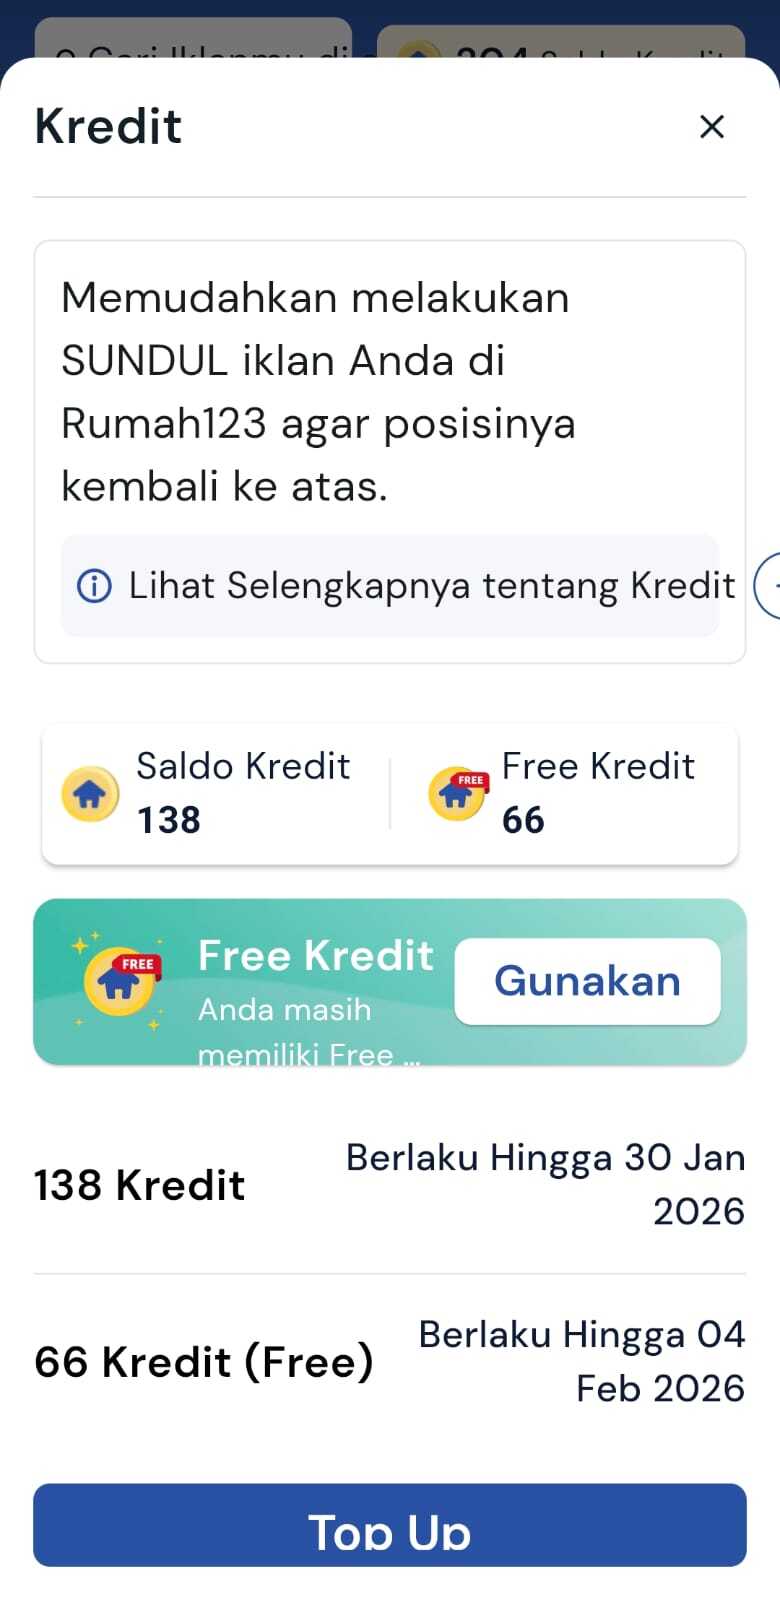 Kredit
Memudahkan melakukan
SUNDUL iklan Anda di
Rumah123 agar posisinya
kembali ke atas.
Lihat Selengkapnya tentang Kredit
Saldo Kredit
138
FREE
Free Kredit
66
FREE
Free Kredit
Anda masih
memiliki Free ...
Gunakan
138 Kredit
Berlaku Hingga 30 Jan
2026
66 Kredit (Free)
Berlaku Hingga 04
Feb 2026
Top Up